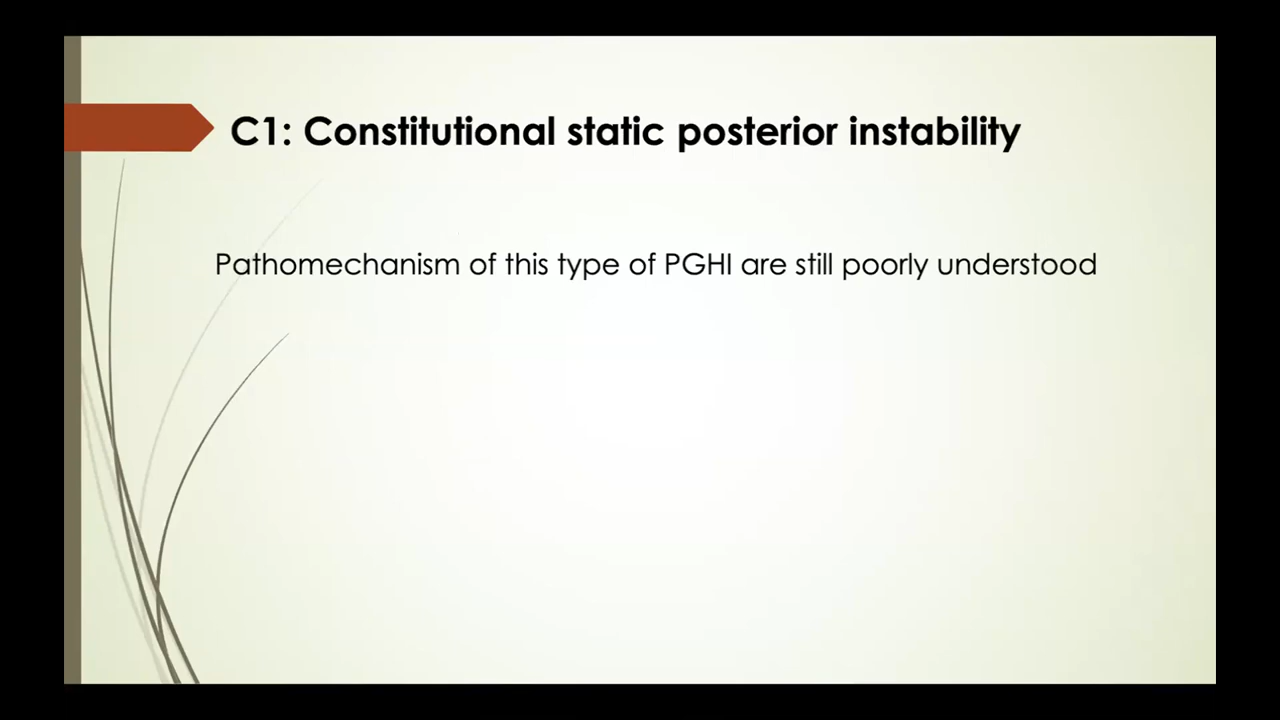 C1: Constitutional static posterior instability
Pathomechanism of this type of PGHI are still poorly understood